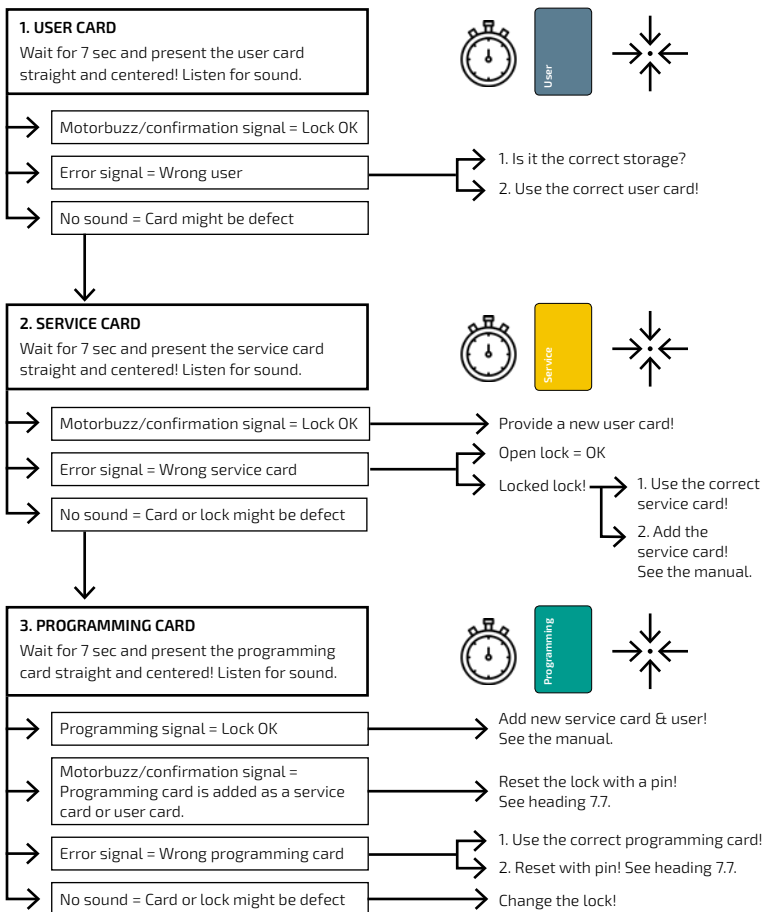 1. USER CARD
Wait for 7 sec and present the user card
straight and centered! Listen for sound.
User
Motorbuzz/confirmation signal = Lock OK
Error signal = Wrong user
1. Is it the correct storage?
2. Use the correct user card!
No sound = Card might be defect
2. SERVICE CARD
Wait for 7 sec and present the service card
straight and centered! Listen for sound.
Service
Motorbuzz/confirmation signal = Lock OK
Provide a new user card!
Error signal = Wrong service card
Open lock = OK
Locked lock!
1. Use the correct
service card!
2. Add the
service card!
See the manual.
No sound = Card or lock might be defect
3. PROGRAMMING CARD
Wait for 7 sec and present the programming
card straight and centered! Listen for sound.
Programming
Programming signal = Lock OK
Add new service card & user!
See the manual.
Motorbuzz/confirmation signal =
Programming card is added as a service
card or user card.
Reset the lock with a pin!
See heading 7.7.
Error signal = Wrong programming card
1. Use the correct programming card!
2. Reset with pin! See heading 7.7.
No sound = Card or lock might be defect
Change the lock!